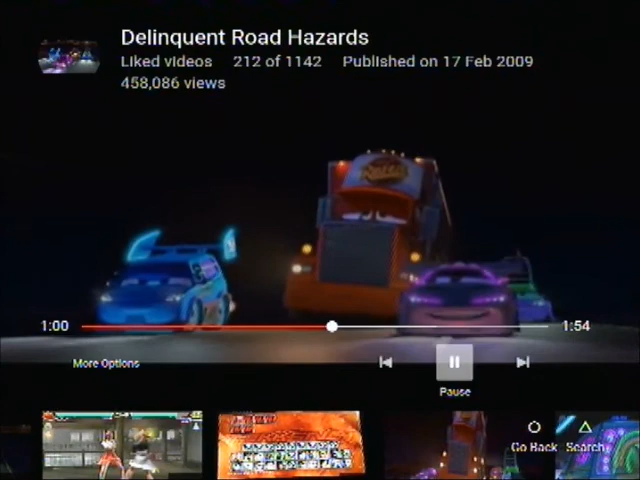 Delinquent Road Hazards
Liked videos 212 of 1142 Published on 17 Feb 2009
458,086 views
1:00
1:54
More Options
Pause
Go Back Search